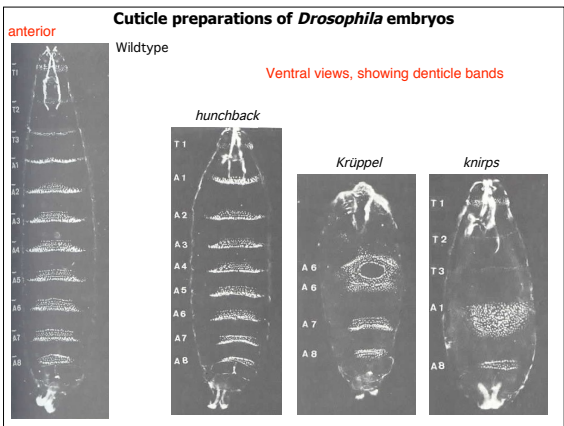 Cuticle preparations of Drosophila embryos
anterior
Wildtype
Ventral views, showing denticle bands
hunchback
Krüppel
knirps
T1
T2
T3
A1
A2
A3
A4
A5
A6
A7
A8
T1
A1
A2
A3
A4
A5
A6
A7
A8
A6
A6
A7
A8
T1
T2
T3
A1
A8